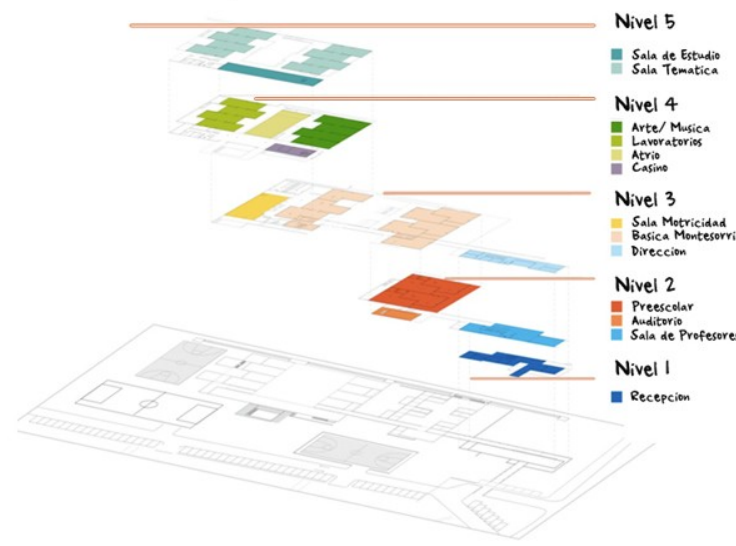 Nivel 5
Sala de Estudio
Sala Tematica
Nivel 4
Arte/ Musica
Lavoratorios
Atrio
Casino
Nivel 3
Sala Motricidad
Basica Montesorri
Direccion
Nivel 2
Preescolar
Auditorio
Sala de Profesores
Nivel 1
Recepcion